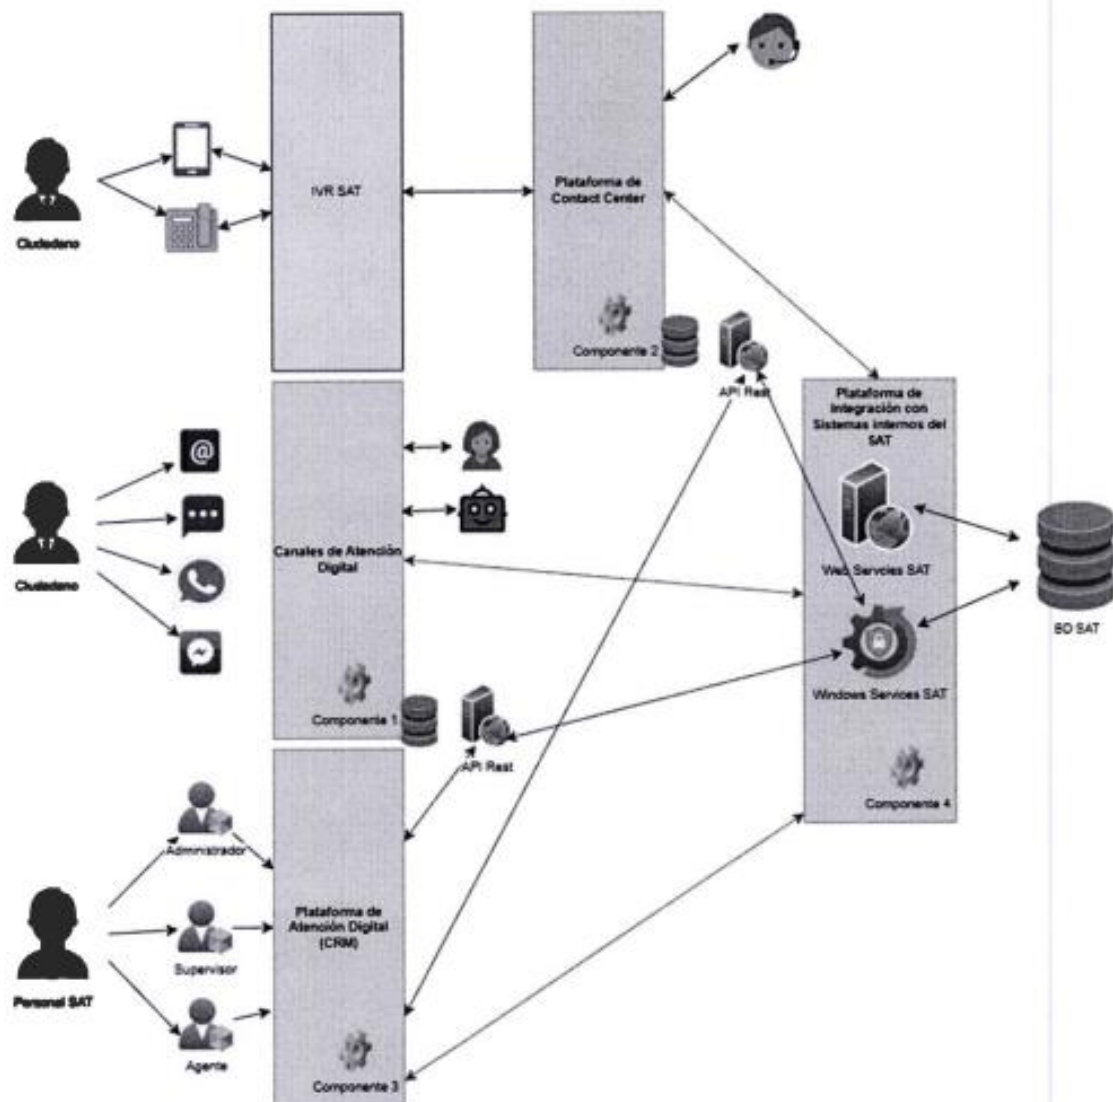 Ciudadano
IVR SAT
Plataforma de
Contact Center
Componente 2
API Rest
Plataforma de
Integración con
Sistemas internos del
SAT
Web Servcies SAT
Windows Services SAT
Componente 4
BD SAT
Ciudadano
@
Canales de Atención
Digital
Componente 1
API Rest
Administrador
Supervisor
Agente
Personal SAT
Plataforma de
Atención Digital
(CRM)
Componente 3